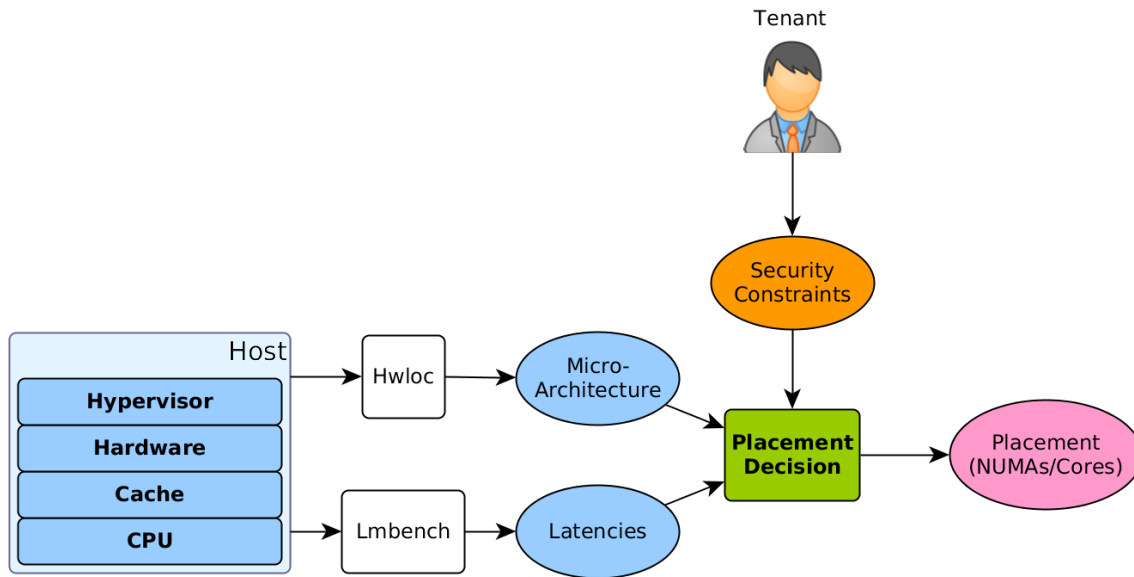 Tenant
Security
Constraints
Host
Hypervisor
Hardware
Cache
CPU
Hwloc
Lmbench
Micro-
Architecture
Latencies
Placement
Decision
Placement
(NUMAs/Cores)